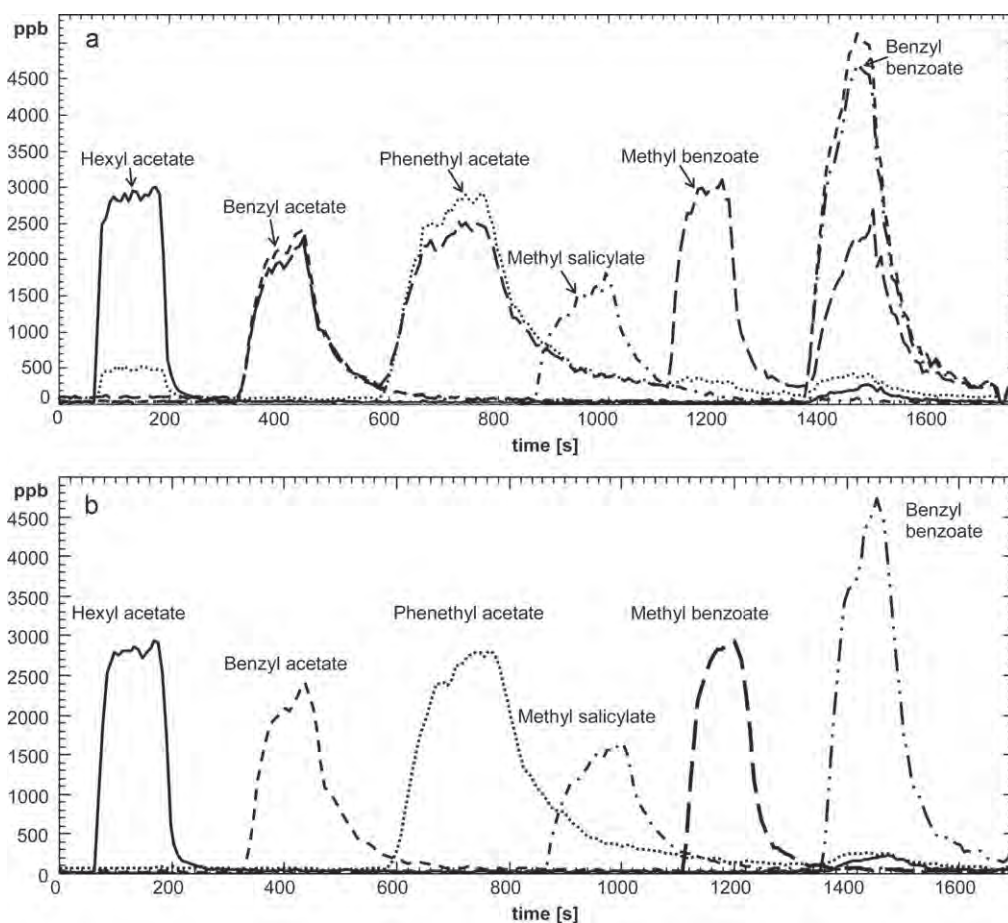 ppb
a
4500
4000
3500
3000
2500
2000
1500
1000
500
0
Hexyl acetate
Benzyl acetate
Phenethyl acetate
Methyl salicylate
Methyl benzoate
Benzyl
benzoate
0 200 400 600 800 1000 1200 1400 1600
time [s]
ppb
b
4500
4000
3500
3000
2500
2000
1500
1000
500
0
Hexyl acetate
Benzyl acetate
Phenethyl acetate
Methyl salicylate
Methyl benzoate
Benzyl
benzoate
0 200 400 600 800 1000 1200 1400 1600
time [s]